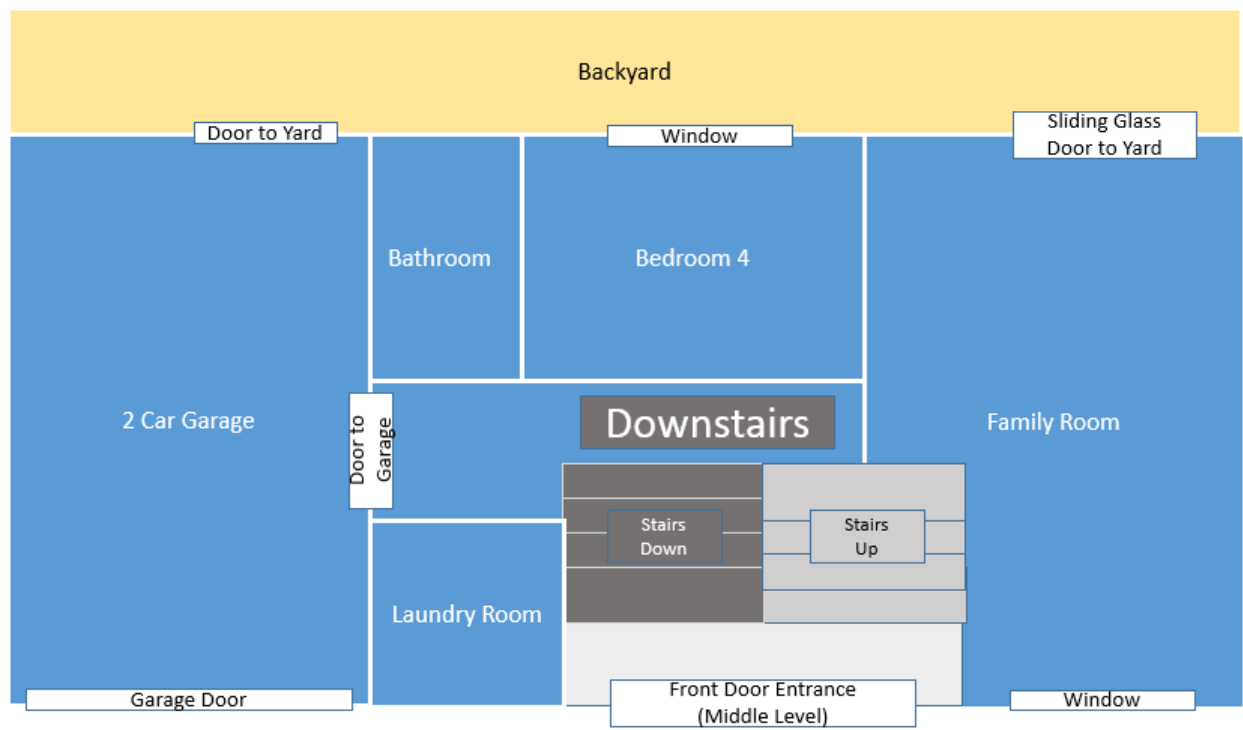 Backyard
Door to Yard
Window
Sliding Glass
Door to Yard
Bathroom
Bedroom 4
2 Car Garage
Door to
Garage
Downstairs
Family Room
Stairs
Down
Stairs
Up
Laundry Room
Garage Door
Front Door Entrance
(Middle Level)
Window